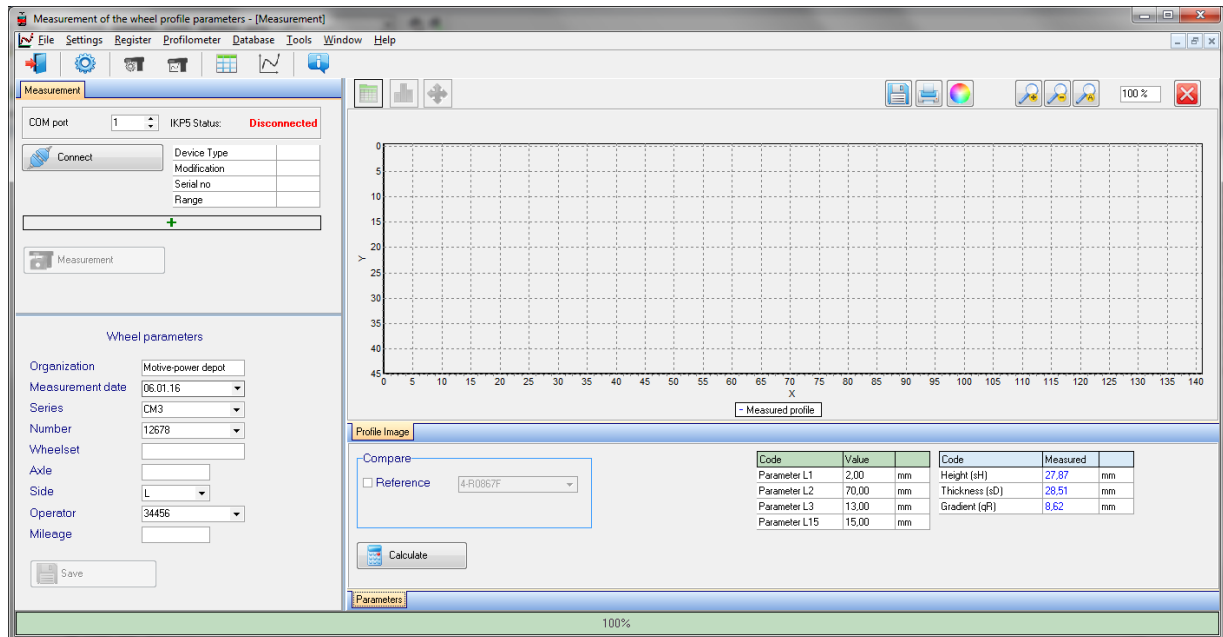 Measurement of the wheel profile parameters - [Measurement]
File Settings Register Profilometer Database Tools Window Help
Measurement
COM port 1 IKP5 Status: Disconnected
Connect
Device Type
Modification
Serial no
Range
+
Measurement
Wheel parameters
Organization Motive-power depot
Measurement date 06.01.16
Series CM3
Number 12678
Wheelset
Axle
Side L
Operator 34456
Mileage
Save
100 %
0
5
10
15
20
25
30
35
40
45
Y
0 5 10 15 20 25 30 35 40 45 50 55 60 65 70 75 80 85 90 95 100 105 110 115 120 125 130 135 140
X
- Measured profile
Profile Image
Compare
Reference 4-R0867F
Calculate
Code Value
Parameter L1 2,00 mm
Parameter L2 70,00 mm
Parameter L3 13,00 mm
Parameter L15 15,00 mm
Code Measured
Height (sH) 27,87 mm
Thickness (sD) 28,51 mm
Gradient (qR) 8,62 mm
Parameters
100%